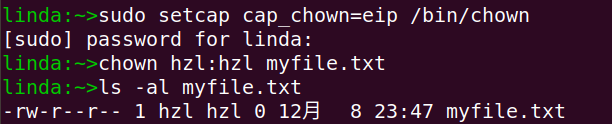 linda:~>sudo setcap cap_chown=eip /bin/chown
[sudo] password for linda:
linda:~>chown hzl:hzl myfile.txt
linda:~>ls -al myfile.txt
-rw-r--r-- 1 hzl hzl 0 12月  8 23:47 myfile.txt